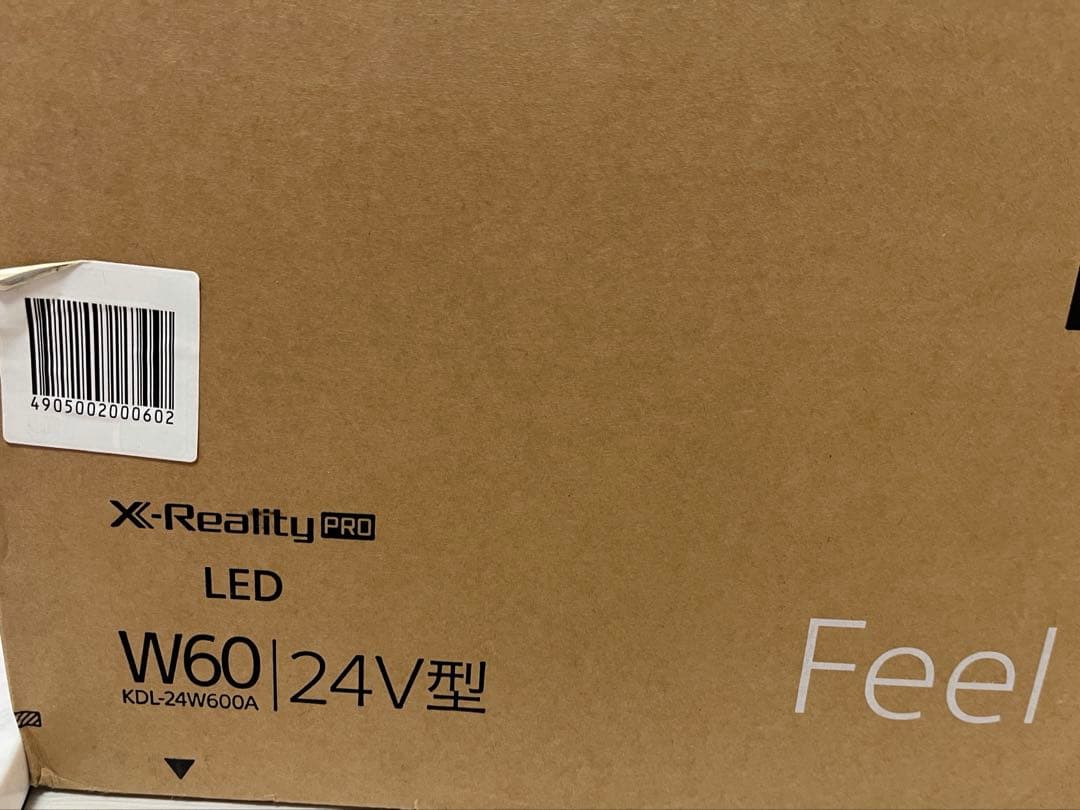 4905002000602
X-Reality PRO
LED
W60 24V型
KDL-24W600A
Feel